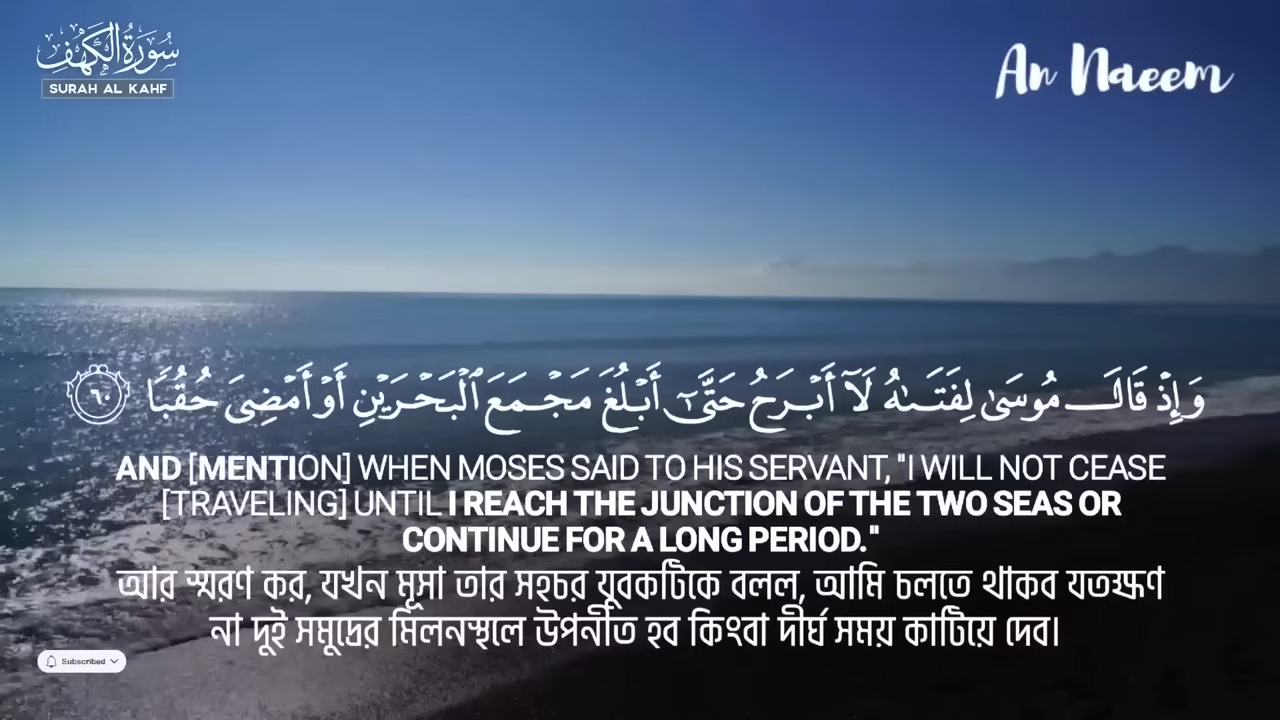 سُورَةُ الكَهْفِ
SURAH AL KAHF
An Naeem
وَإِذْ قَالَ مُوسَىٰ لِفَتَىٰهُ لَآ أَبْرَحُ حَتَّىٰٓ أَبْلُغَ مَجْمَعَ ٱلْبَحْرَيْنِ أَوْ أَمْضِىَ حُقُبًا ٦٠
AND [MENTION] WHEN MOSES SAID TO HIS SERVANT, "I WILL NOT CEASE
[TRAVELING] UNTIL I REACH THE JUNCTION OF THE TWO SEAS OR
CONTINUE FOR A LONG PERIOD."
আর স্মরণ কর, যখন মূসা তার সহচর যুবকটিকে বলল, আমি চলতে থাকব যতক্ষণ
না দুই সমুদ্রের মিলনস্থলে উপনীত হব কিংবা দীর্ঘ সময় কাটিয়ে দেব।
Subscribed